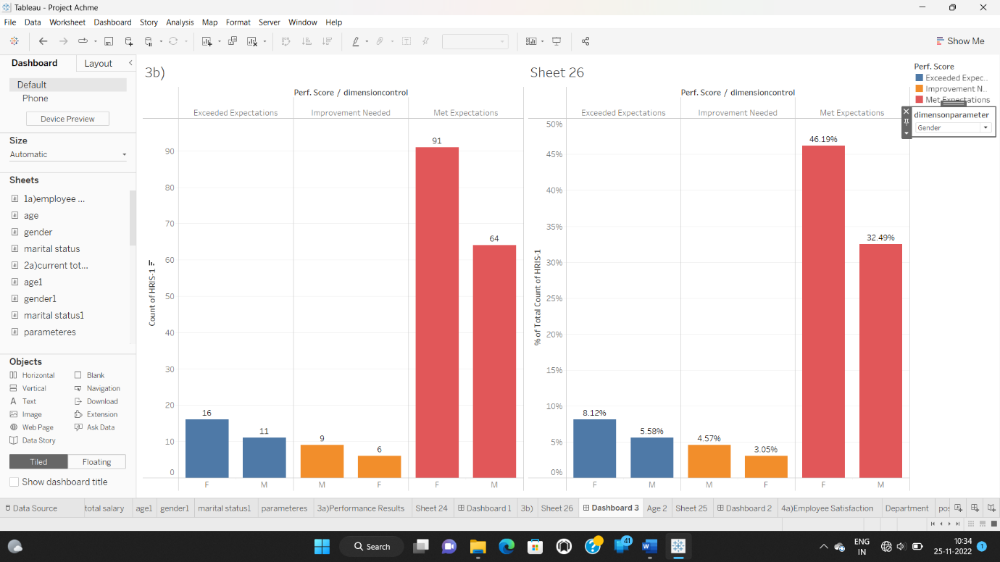 Tableau - Project Achme
File Data Worksheet Dashboard Story Analysis Map Format Server Window Help
Show Me
Dashboard Layout
Default
Phone
Device Preview
Size
Automatic
Sheets
1a)employee ...
age
gender
marital status
2a)current tot...
age1
gender1
marital status1
parameteres
Objects
Horizontal Blank
Vertical Navigation
Text Download
Image Extension
Web Page Ask Data
Data Story
Tiled Floating
Show dashboard title
3b)
Perf. Score / dimensioncontrol
Exceeded Expectations Improvement Needed Met Expectations
Count of HRIS-1
90
80
70
60
50
40
30
20
10
0
16 11 9 6 91 64
F M M F F M
Sheet 26
Perf. Score / dimensioncontrol
Exceeded Expectations Improvement Needed Met Expectations
% of Total Count of HRIS-1
50%
45%
40%
35%
30%
25%
20%
15%
10%
5%
0%
8.12% 5.58% 4.57% 3.05% 46.19% 32.49%
F M M F F M
Perf. Score
Exceeded Expec..
Improvement N..
Met Expectations
dimensonparameter
Gender
Data Source total salary age1 gender1 marital status1 parameteres 3a)Performance Results Sheet 24 Dashboard 1 3b) Sheet 26 Dashboard 3 Age 2 Sheet 25 Dashboard 2 4a)Employee Satisfaction Department pos
Search
41
ENG
IN
10:34
25-11-2022
1